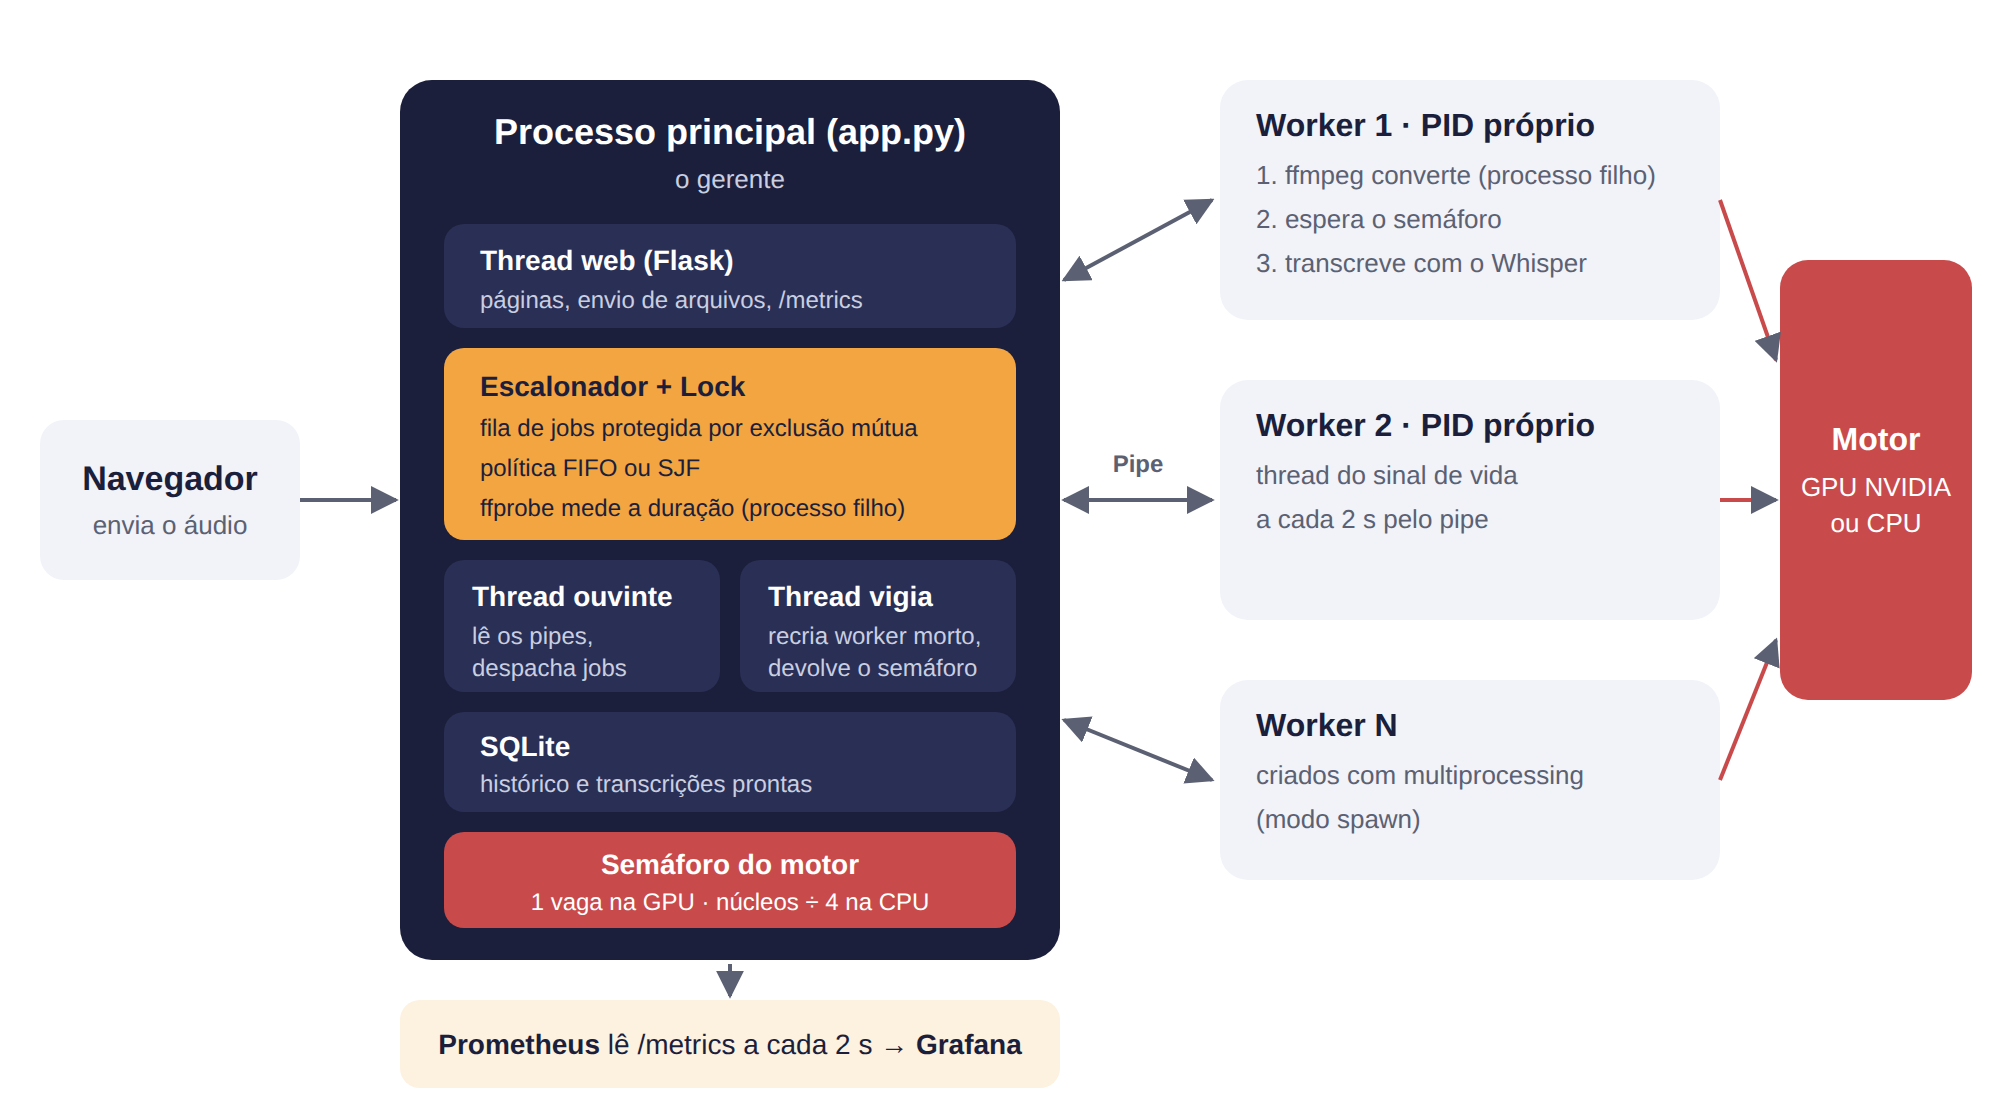 Navegador
envia o áudio
Processo principal (app.py)
o gerente
Thread web (Flask)
páginas, envio de arquivos, /metrics
Escalonador + Lock
fila de jobs protegida por exclusão mútua
política FIFO ou SJF
ffprobe mede a duração (processo filho)
Thread ouvinte
lê os pipes,
despacha jobs
Thread vigia
recria worker morto,
devolve o semáforo
SQLite
histórico e transcrições prontas
Semáforo do motor
1 vaga na GPU · núcleos ÷ 4 na CPU
Prometheus lê /metrics a cada 2 s → Grafana
Pipe
Worker 1 · PID próprio
1. ffmpeg converte (processo filho)
2. espera o semáforo
3. transcreve com o Whisper
Worker 2 · PID próprio
thread do sinal de vida
a cada 2 s pelo pipe
Worker N
criados com multiprocessing
(modo spawn)
Motor
GPU NVIDIA
ou CPU